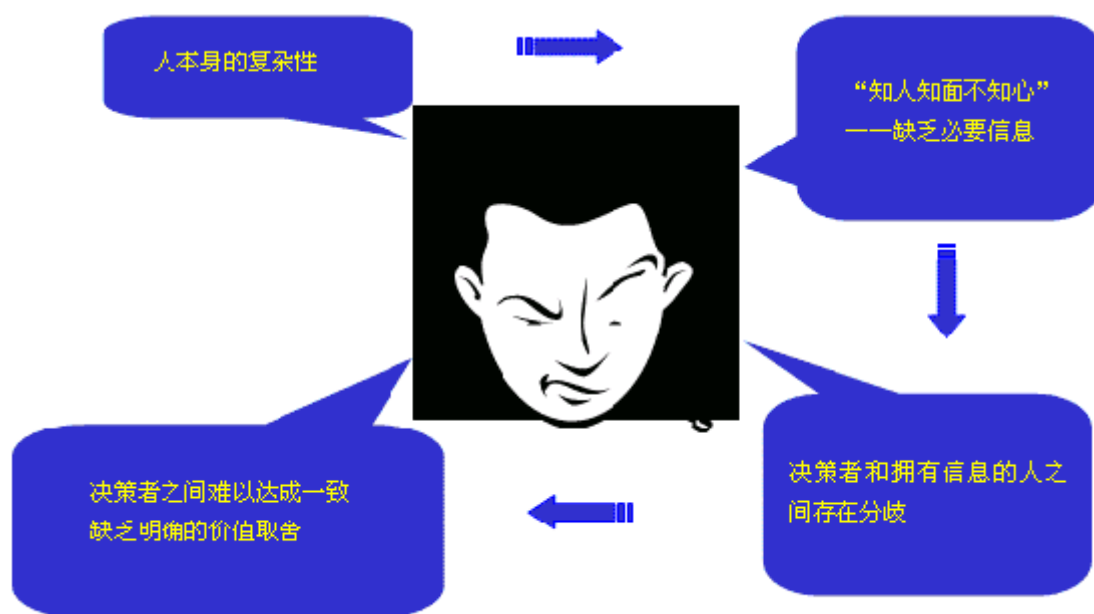 人本身的复杂性
“知人知面不知心”
——缺乏必要信息
决策者和拥有信息的人之
间存在分歧
决策者之间难以达成一致
缺乏明确的价值取舍